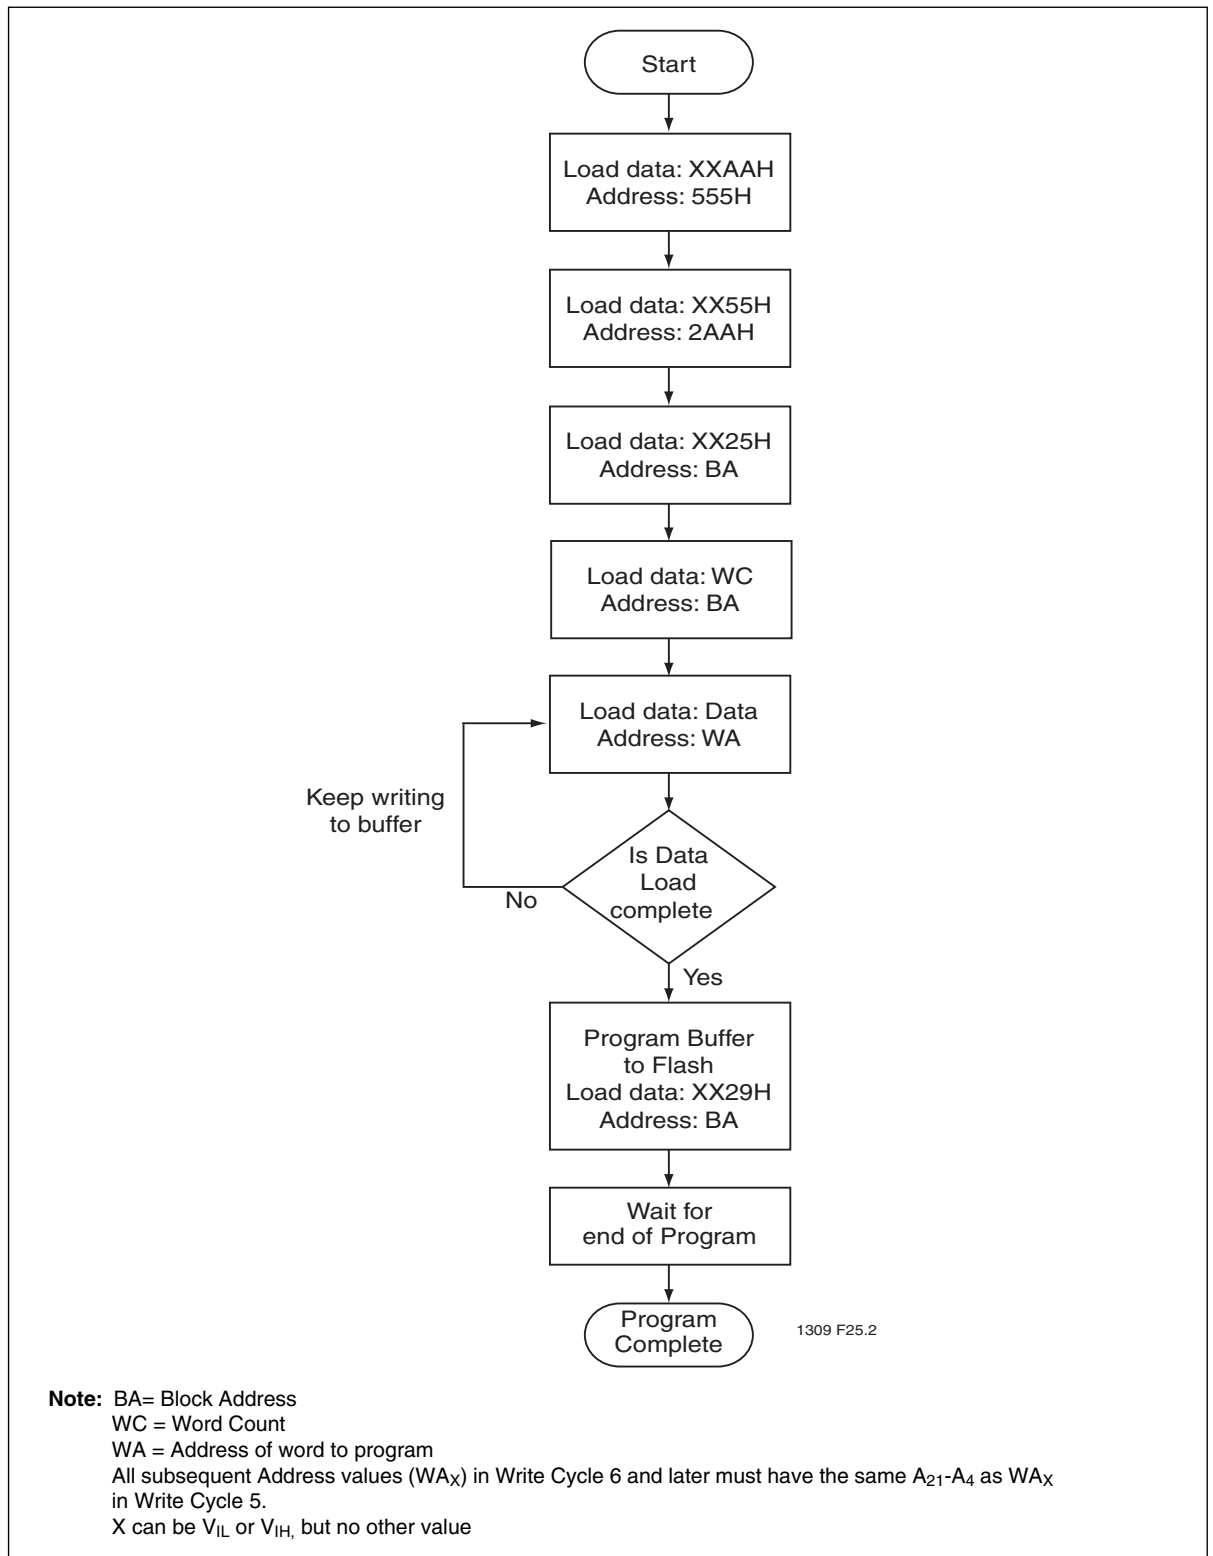 Start
Load data: XXAAH
Address: 555H
Load data: XX55H
Address: 2AAH
Load data: XX25H
Address: BA
Load data: WC
Address: BA
Load data: Data
Address: WA
Keep writing
to buffer
Is Data
Load
complete
No
Yes
Program Buffer
to Flash
Load data: XX29H
Address: BA
Wait for
end of Program
Program
Complete
1309 F25.2
Note: BA= Block Address
WC = Word Count
WA = Address of word to program
All subsequent Address values (WAX) in Write Cycle 6 and later must have the same A21-A4 as WAX
in Write Cycle 5.
X can be VIL or VIH, but no other value